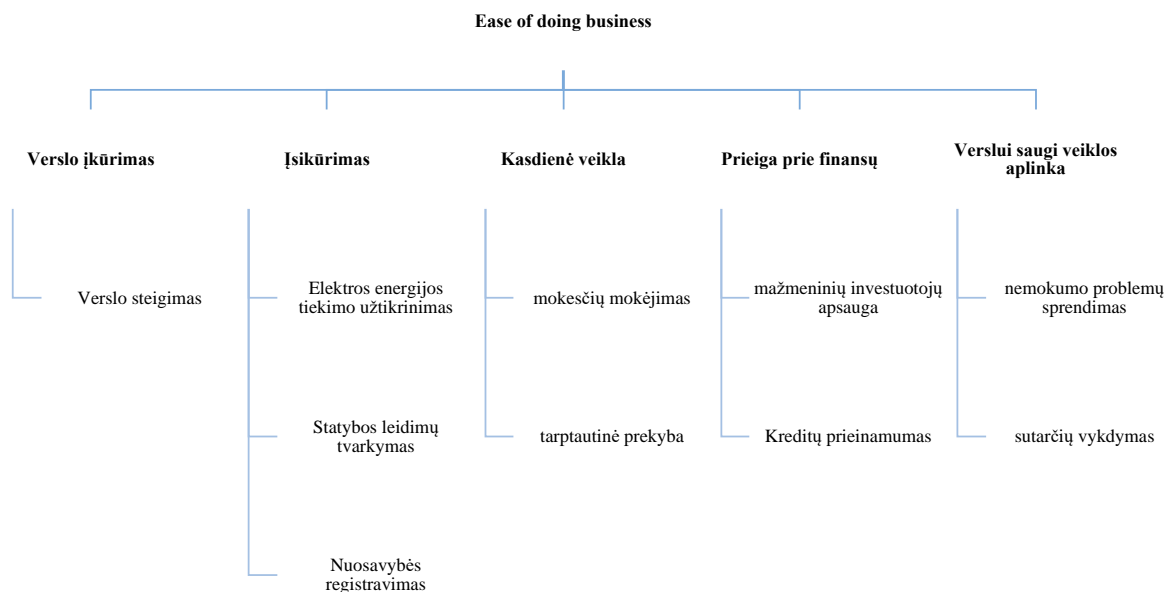 Ease of doing business
Verslo įkūrimas
Įsikūrimas
Kasdienė veikla
Prieiga prie finansų
Verslui saugi veiklos
aplinka
Verslo steigimas
Elektros energijos
tiekimo užtikrinimas
mokesčių mokėjimas
mažmeninių investuotojų
apsauga
nemokumo problemų
sprendimas
Statybos leidimų
tvarkymas
tarptautinė prekyba
Kreditų prieinamumas
sutarčių vykdymas
Nuosavybės
registravimas